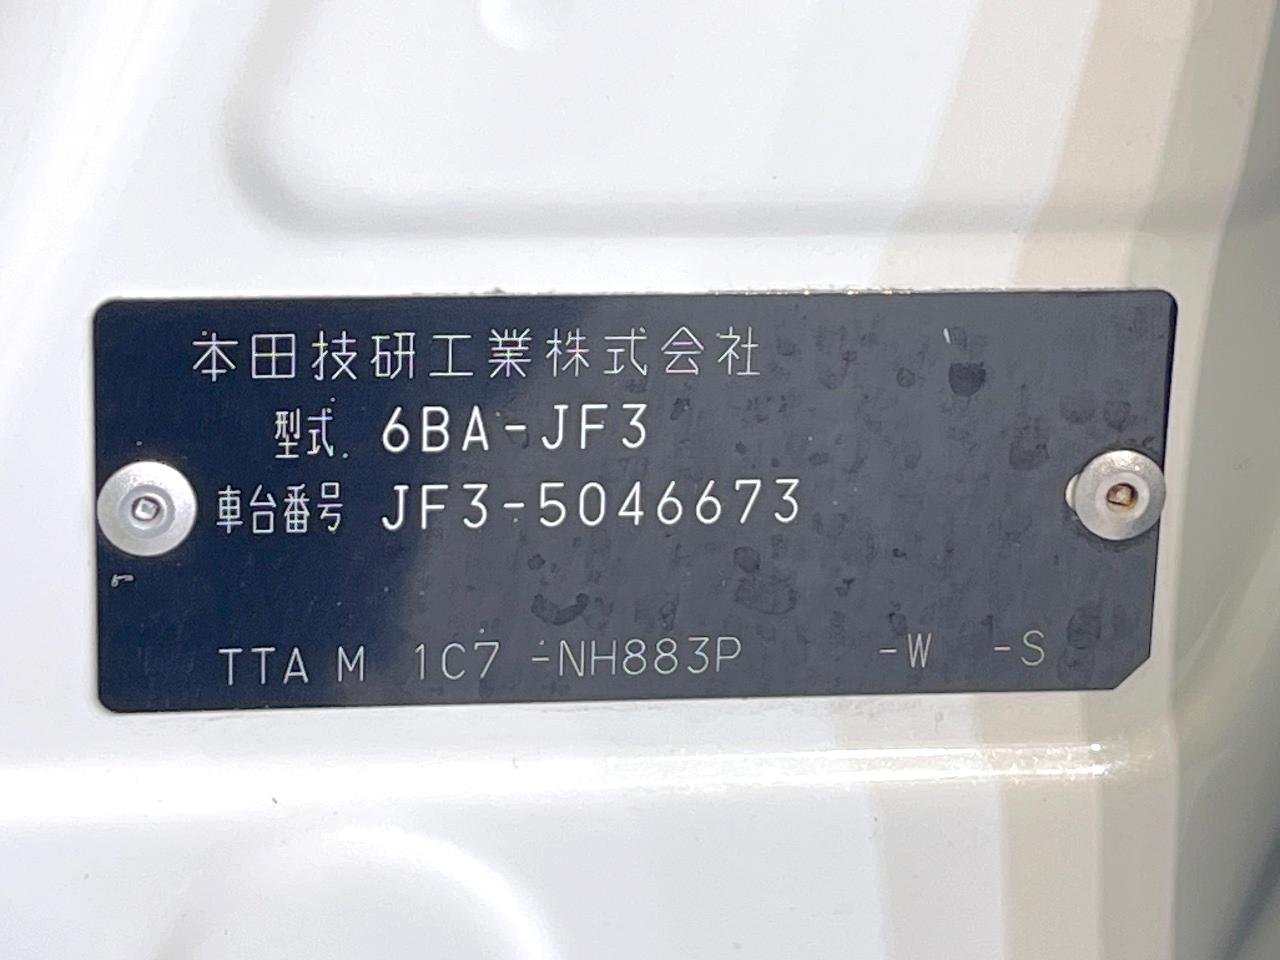 本田技研工業株式会社
型式 6BA-JF3
車台番号 JF3-5046673
TTA M 1C7 -NH883P -W -S